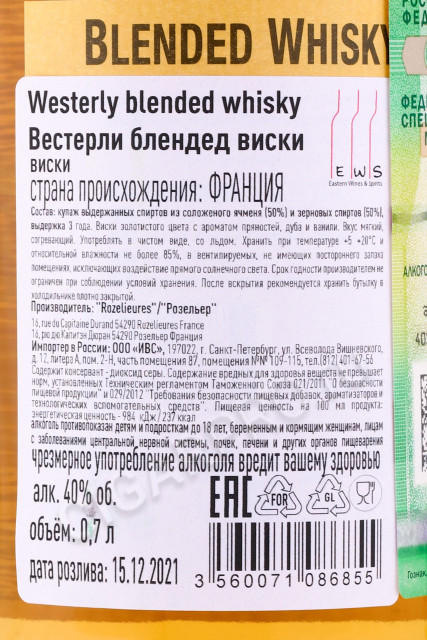 BLENDED WHISKY
Westerly blended whisky
Вестерли блендед виски
виски
страна происхождения: ФРАНЦИЯ
E W S
Eastern Wines & Spirits
Состав: купаж выдержанных спиртов из соложеного ячменя (50%) и зерновых спиртов (50%),
выдержка 3 года. Виски золотистого цвета с ароматом пряностей, дуба и ванили. Вкус мягкий,
согревающий. Употреблять в чистом виде, со льдом. Хранить при температуре +5 +20°С и
относительной влажности не более 85%, в вентилируемых, не имеющих постороннего запаха
помещениях, исключающих воздействие прямого солнечного света. Срок годности производителем не
ограничен при соблюдении условий хранения. После вскрытия рекомендуется хранить бутылку в
холодильнике плотно закрытой.
Производитель: "Rozelieures"/"Розельер"
16, rue du Capitaine Durand 54290 Rozelieures France
16, рю дю Капитэн Дюран 54290 Розельер Франция
Импортер в России: ООО «ИВС», 197022, г. Санкт-Петербург, ул. Всеволода Вишневского,
д. 12, литера А, пом. 2-Н, часть помещения 87, помещения №№ 109-115, тел.(812) 401-67-56
Содержит консервант - диоксид серы. Содержание вредных для здоровья веществ не превышает
норм, установленных Техническим регламентом Таможенного Союза 021/2011 "О безопасности
пищевой продукции" и 029/2012 "Требования безопасности пищевых добавок, ароматизаторов и
технологических вспомогательных средств". Пищевая ценность на 100 мл продукта:
энергетическая ценность - 984 кДж / 237 ккал
алкоголь противопоказан детям и подросткам до 18 лет, беременным и кормящим женщинам, лицам
с заболеваниями центральной нервной системы, почек, печени и других органов пищеварения
чрезмерное употребление алкоголя вредит вашему здоровью
алк. 40% об.
EAC
FOR
GL
объём: 0,7 л
дата розлива: 15.12.2021
3 560071 086855